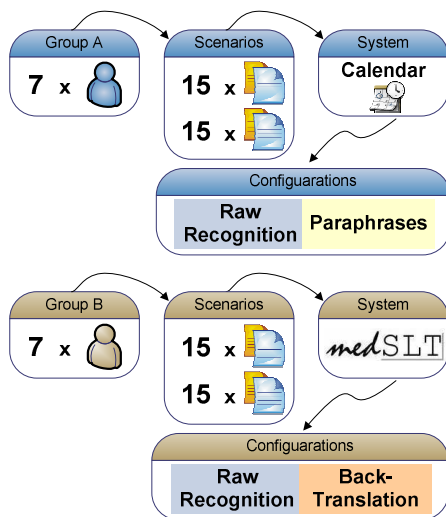 Group A
7 x
Scenarios
15 x
15 x
System
Calendar
Configuarations
Raw
Recognition
Paraphrases
Group B
7 x
Scenarios
15 x
15 x
System
medSLT
Configuarations
Raw
Recognition
Back-
Translation